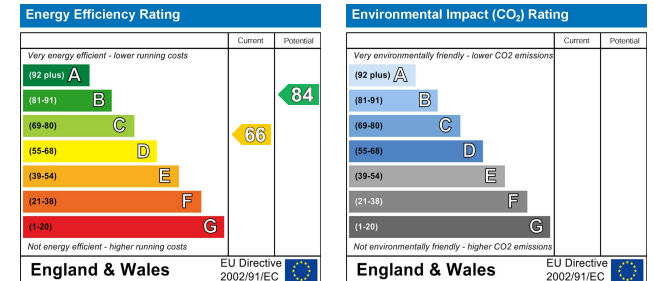 Energy Efficiency Rating
Current Potential
Very energy efficient - lower running costs
(92 plus) A
(81-91) B
84
(69-80) C
66
(55-68) D
(39-54) E
(21-38) F
(1-20) G
Not energy efficient - higher running costs
England & Wales
EU Directive
2002/91/EC
Environmental Impact (CO2) Rating
Current Potential
Very environmentally friendly - lower CO2 emissions
(92 plus) A
(81-91) B
(69-80) C
(55-68) D
(39-54) E
(21-38) F
(1-20) G
Not environmentally friendly - higher CO2 emissions
England & Wales
EU Directive
2002/91/EC